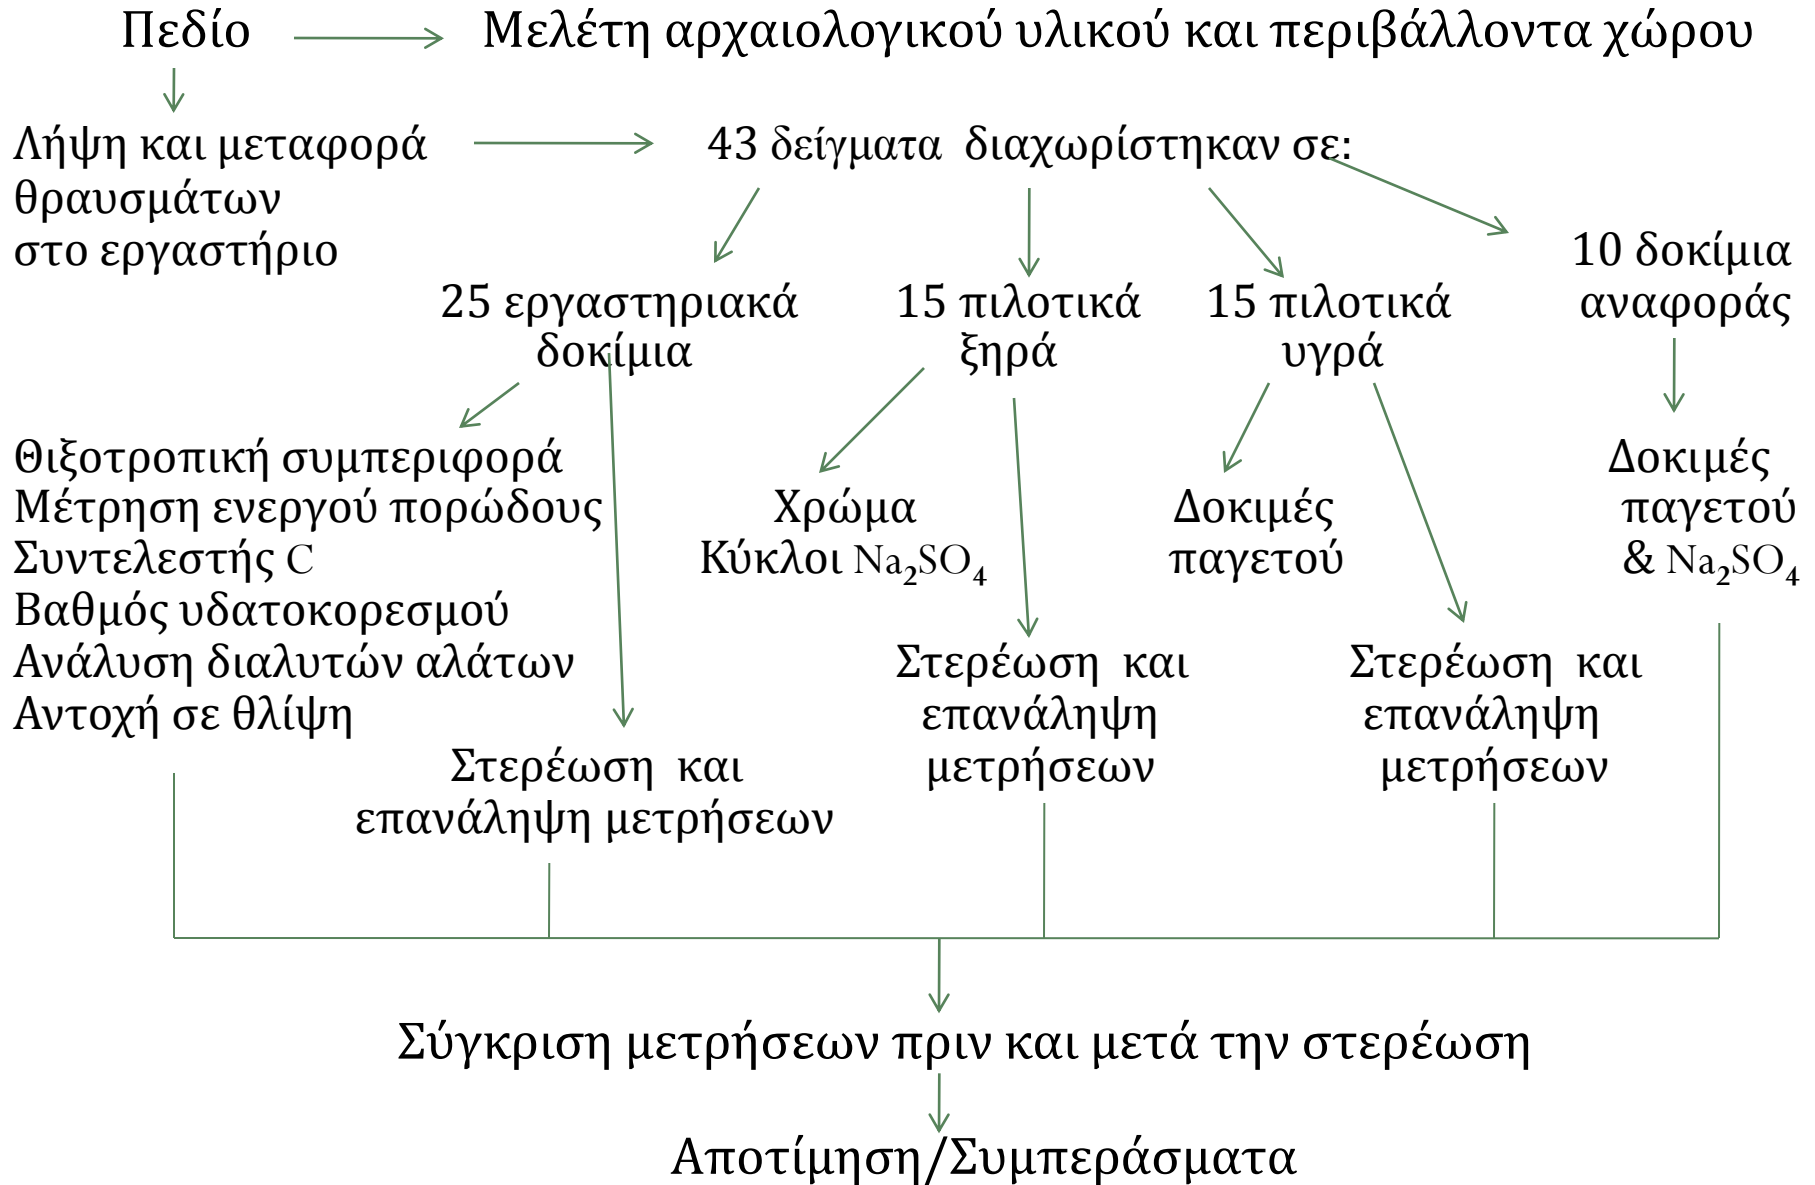 Πεδίο
Μελέτη αρχαιολογικού υλικού και περιβάλλοντα χώρου
Λήψη και μεταφορά
θραυσμάτων
στο εργαστήριο
43 δείγματα διαχωρίστηκαν σε:
25 εργαστηριακά
δοκίμια
15 πιλοτικά
ξηρά
15 πιλοτικά
υγρά
10 δοκίμια
αναφοράς
Θιξοτροπική συμπεριφορά
Μέτρηση ενεργού πορώδους
Συντελεστής C
Βαθμός υδατοκορεσμού
Ανάλυση διαλυτών αλάτων
Αντοχή σε θλίψη
Στερέωση και
επανάληψη μετρήσεων
Χρώμα
Κύκλοι Na₂SO₄
Στερέωση και
επανάληψη
μετρήσεων
Δοκιμές
παγετού
Στερέωση και
επανάληψη
μετρήσεων
Δοκιμές
παγετού
& Na₂SO₄
Σύγκριση μετρήσεων πριν και μετά την στερέωση
Αποτίμηση/Συμπεράσματα